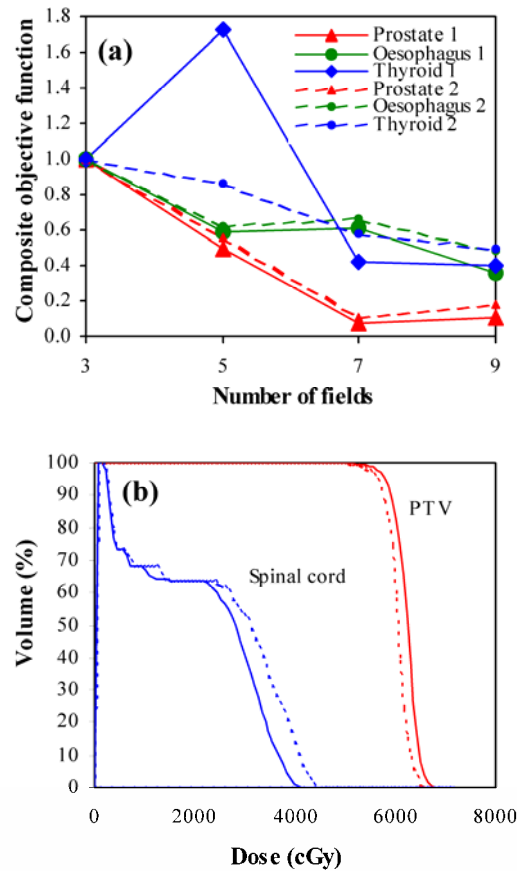 (a)
Composite objective function
1.8
1.6
1.4
1.2
1.0
0.8
0.6
0.4
0.2
0.0
Prostate 1
Oesophagus 1
Thyroid 1
Prostate 2
Oesophagus 2
Thyroid 2
3 5 7 9
Number of fields
(b)
Volume (%)
100
90
80
70
60
50
40
30
20
10
0
PTV
Spinal cord
0 2000 4000 6000 8000
Dose (cGy)